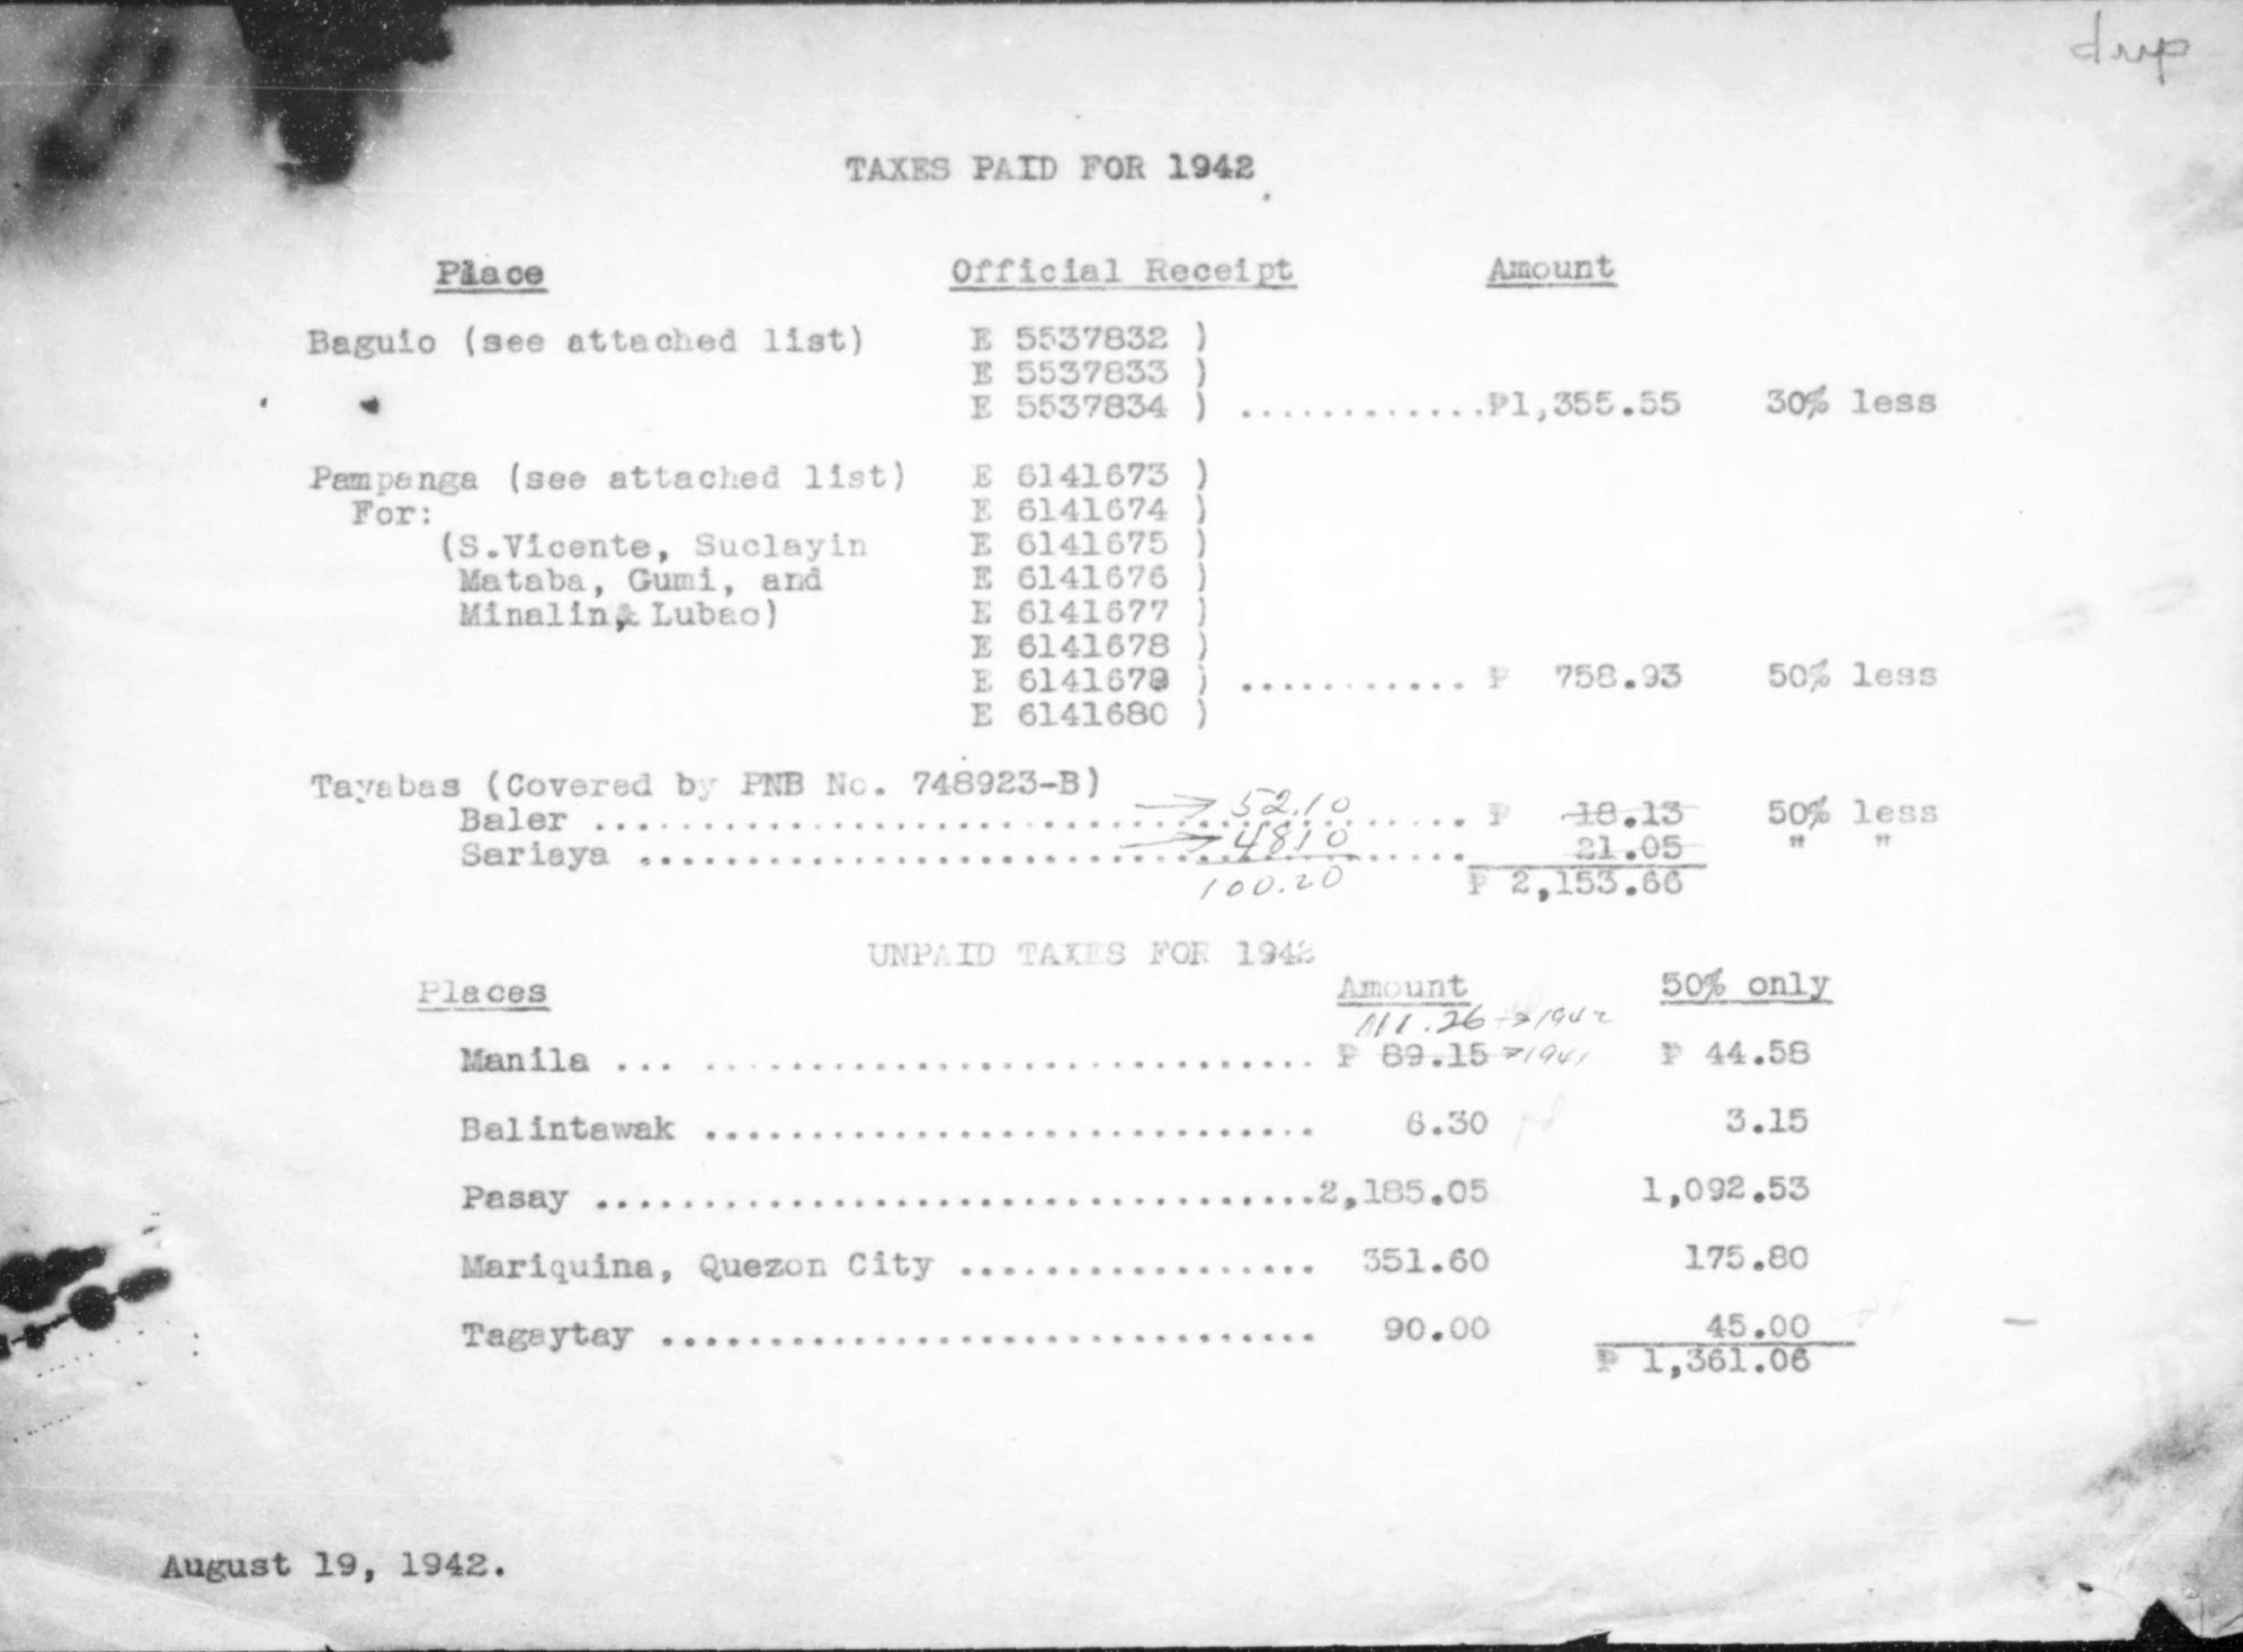 dup
TAXES PAID FOR 1942
Place Official Receipt Amount
Baguio (see attached list) E 5537832 )
E 5537833 )
E 5537834 ) ............₱1,355.55 30% less
Pampanga (see attached list) E 6141673 )
For: E 6141674 )
(S.Vicente, Suclayin E 6141675 )
Mataba, Gumi, and E 6141676 )
Minalin,& Lubao) E 6141677 )
E 6141678 )
E 6141679 ) ........... ₱ 758.93 50% less
E 6141680 )
Tayabas (Covered by PNB No. 748923-B)
Baler ........................ → 52.10 ........ ₱ 18.13 50% less
Sariaya ...................... → 48.10 ........ 21.05 " "
100.20 ₱ 2,153.66
UNPAID TAXES FOR 1942
Places Amount 50% only
111.26 → 1942
Manila ... ............................ ₱ 89.15 → 1941 ₱ 44.58
Balintawak ............................. 6.30 3.15
Pasay ..................................2,185.05 1,092.53
Mariquina, Quezon City ................. 351.60 175.80
Tagaytay ............................... 90.00 45.00
₱ 1,361.06
August 19, 1942.